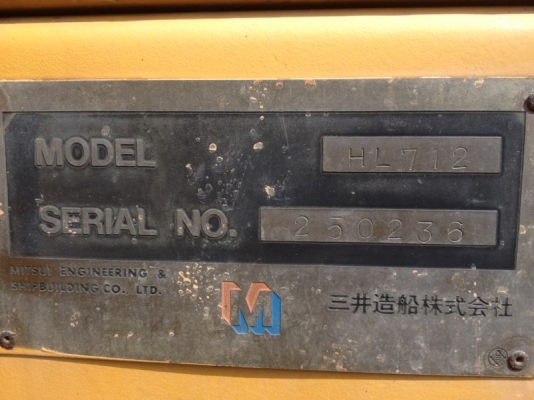 MODEL HL712
SERIAL NO. 250236
MITSUI ENGINEERING &
SHIPBUILDING CO., LTD.
M 三井造船株式会社